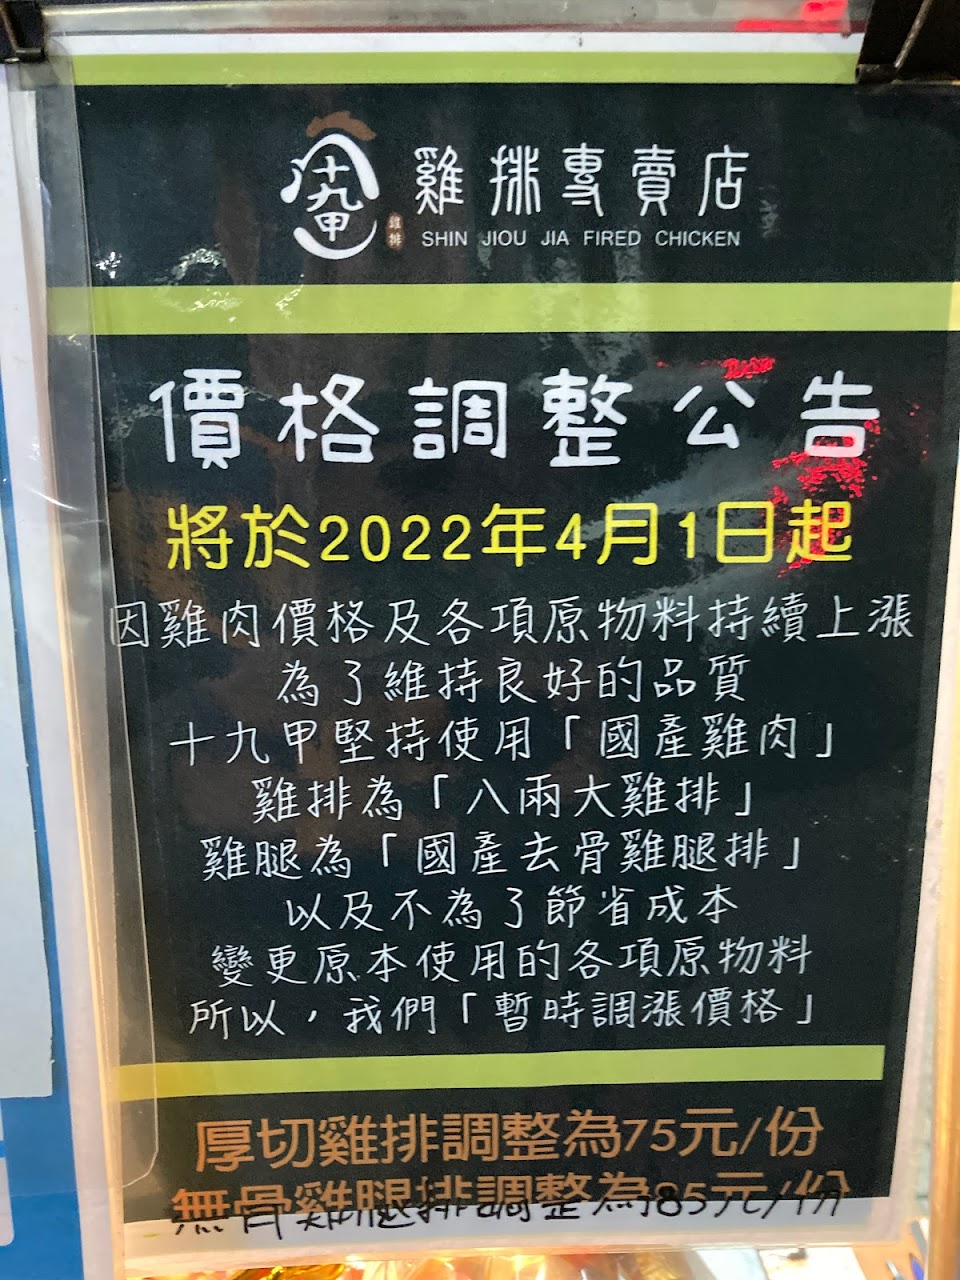 十九甲 雞排 雞排專賣店
SHIN JIOU JIA FIRED CHICKEN
價格調整公告
將於2022年4月1日起
因雞肉價格及各項原物料持續上漲
為了維持良好的品質
十九甲堅持使用「國產雞肉」
雞排為「八兩大雞排」
雞腿為「國產去骨雞腿排」
以及不為了節省成本
變更原本使用的各項原物料
所以，我們「暫時調漲價格」
厚切雞排調整為75元/份
無骨雞腿排調整為85元/份